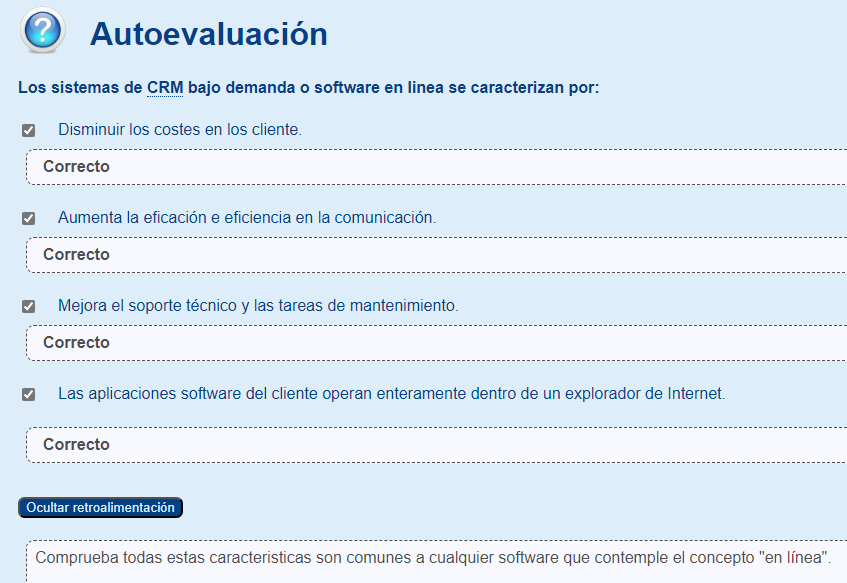 Autoevaluación
Los sistemas de CRM bajo demanda o software en linea se caracterizan por:
Disminuir los costes en los cliente.
Correcto
Aumenta la eficación e eficiencia en la comunicación.
Correcto
Mejora el soporte técnico y las tareas de mantenimiento.
Correcto
Las aplicaciones software del cliente operan enteramente dentro de un explorador de Internet.
Correcto
Ocultar retroalimentación
Comprueba todas estas caracteristicas son comunes a cualquier software que contemple el concepto "en línea".